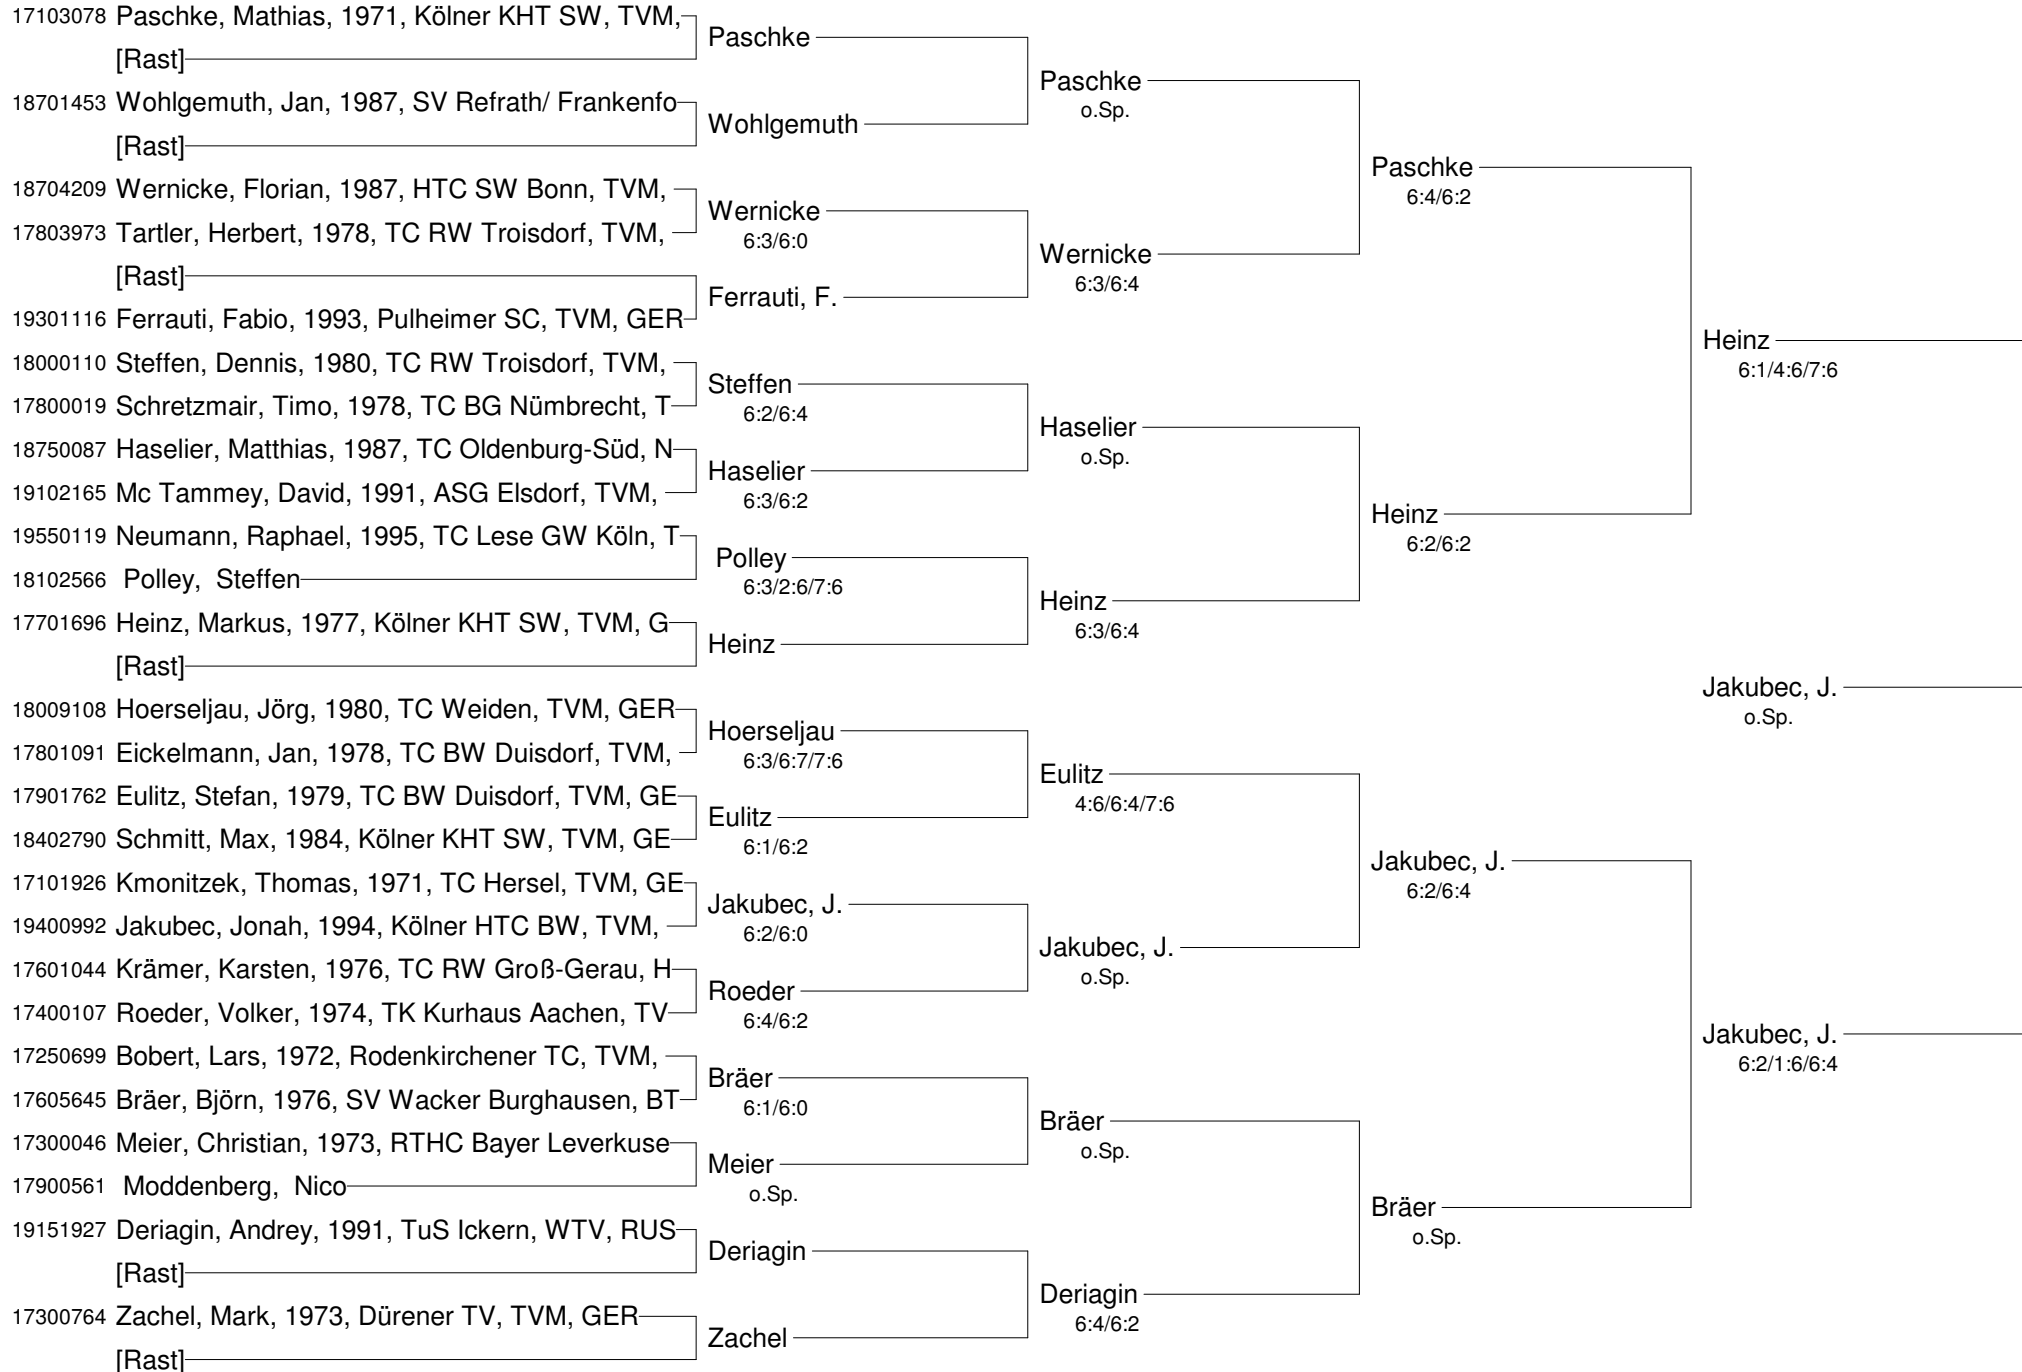 17103078 Paschke, Mathias, 1971, Kölner KHT SW, TVM,
[Rast]
18701453 Wohlgemuth, Jan, 1987, SV Refrath/ Frankenfo
[Rast]
18704209 Wernicke, Florian, 1987, HTC SW Bonn, TVM,
17803973 Tartler, Herbert, 1978, TC RW Troisdorf, TVM,
[Rast]
19301116 Ferrauti, Fabio, 1993, Pulheimer SC, TVM, GER
18000110 Steffen, Dennis, 1980, TC RW Troisdorf, TVM,
17800019 Schretzmair, Timo, 1978, TC BG Nümbrecht, T
18750087 Haselier, Matthias, 1987, TC Oldenburg-Süd, N
19102165 Mc Tammey, David, 1991, ASG Elsdorf, TVM,
19550119 Neumann, Raphael, 1995, TC Lese GW Köln, T
18102566 Polley, Steffen
17701696 Heinz, Markus, 1977, Kölner KHT SW, TVM, G
[Rast]
18009108 Hoerseljau, Jörg, 1980, TC Weiden, TVM, GER
17801091 Eickelmann, Jan, 1978, TC BW Duisdorf, TVM,
17901762 Eulitz, Stefan, 1979, TC BW Duisdorf, TVM, GE
18402790 Schmitt, Max, 1984, Kölner KHT SW, TVM, GE
17101926 Kmonitzek, Thomas, 1971, TC Hersel, TVM, GE
19400992 Jakubec, Jonah, 1994, Kölner HTC BW, TVM,
17601044 Krämer, Karsten, 1976, TC RW Groß-Gerau, H
17400107 Roeder, Volker, 1974, TK Kurhaus Aachen, TV
17250699 Bobert, Lars, 1972, Rodenkirchener TC, TVM,
17605645 Bräer, Björn, 1976, SV Wacker Burghausen, BT
17300046 Meier, Christian, 1973, RTHC Bayer Leverkuse
17900561 Moddenberg, Nico
19151927 Deriagin, Andrey, 1991, TuS Ickern, WTV, RUS
[Rast]
17300764 Zachel, Mark, 1973, Dürener TV, TVM, GER
[Rast]
Paschke
Wohlgemuth
Wernicke
6:3/6:0
Ferrauti, F.
Steffen
6:2/6:4
Haselier
6:3/6:2
Polley
6:3/2:6/7:6
Heinz
Hoerseljau
6:3/6:7/7:6
Eulitz
6:1/6:2
Jakubec, J.
6:2/6:0
Roeder
6:4/6:2
Bräer
6:1/6:0
Meier
o.Sp.
Deriagin
Zachel
Paschke
o.Sp.
Wernicke
6:3/6:4
Haselier
o.Sp.
Heinz
6:3/6:4
Eulitz
4:6/6:4/7:6
Jakubec, J.
o.Sp.
Bräer
o.Sp.
Deriagin
6:4/6:2
Paschke
6:4/6:2
Heinz
6:2/6:2
Jakubec, J.
6:2/6:4
Bräer
o.Sp.
Heinz
6:1/4:6/7:6
Jakubec, J.
o.Sp.
Jakubec, J.
6:2/1:6/6:4